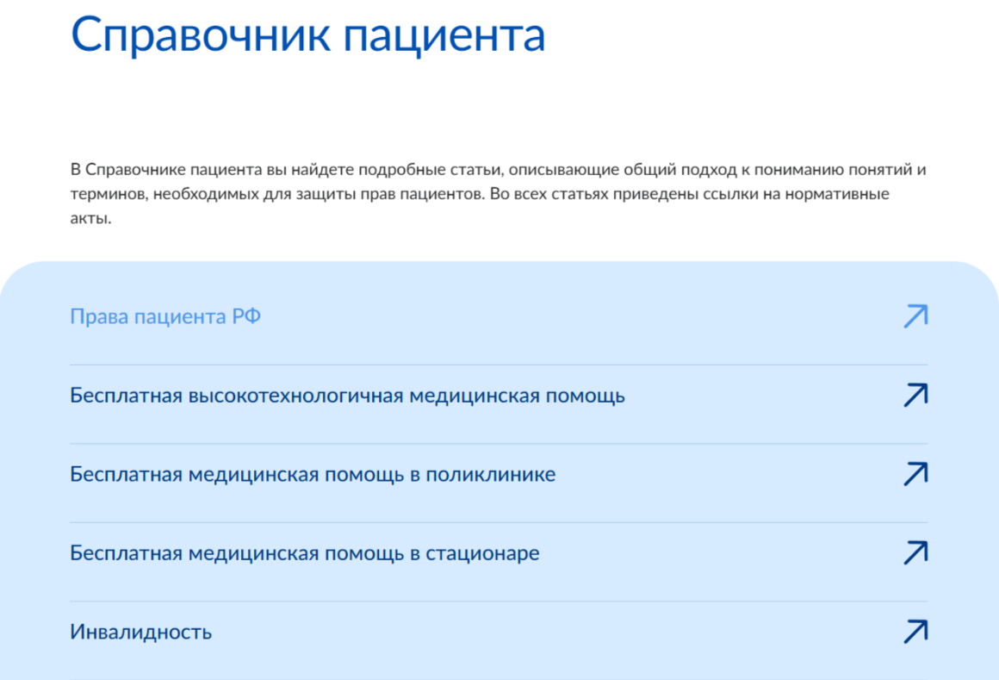 Справочник пациента
В Справочнике пациента вы найдете подробные статьи, описывающие общий подход к пониманию понятий и
терминов, необходимых для защиты прав пациентов. Во всех статьях приведены ссылки на нормативные
акты.
Права пациента РФ
Бесплатная высокотехнологичная медицинская помощь
Бесплатная медицинская помощь в поликлинике
Бесплатная медицинская помощь в стационаре
Инвалидность